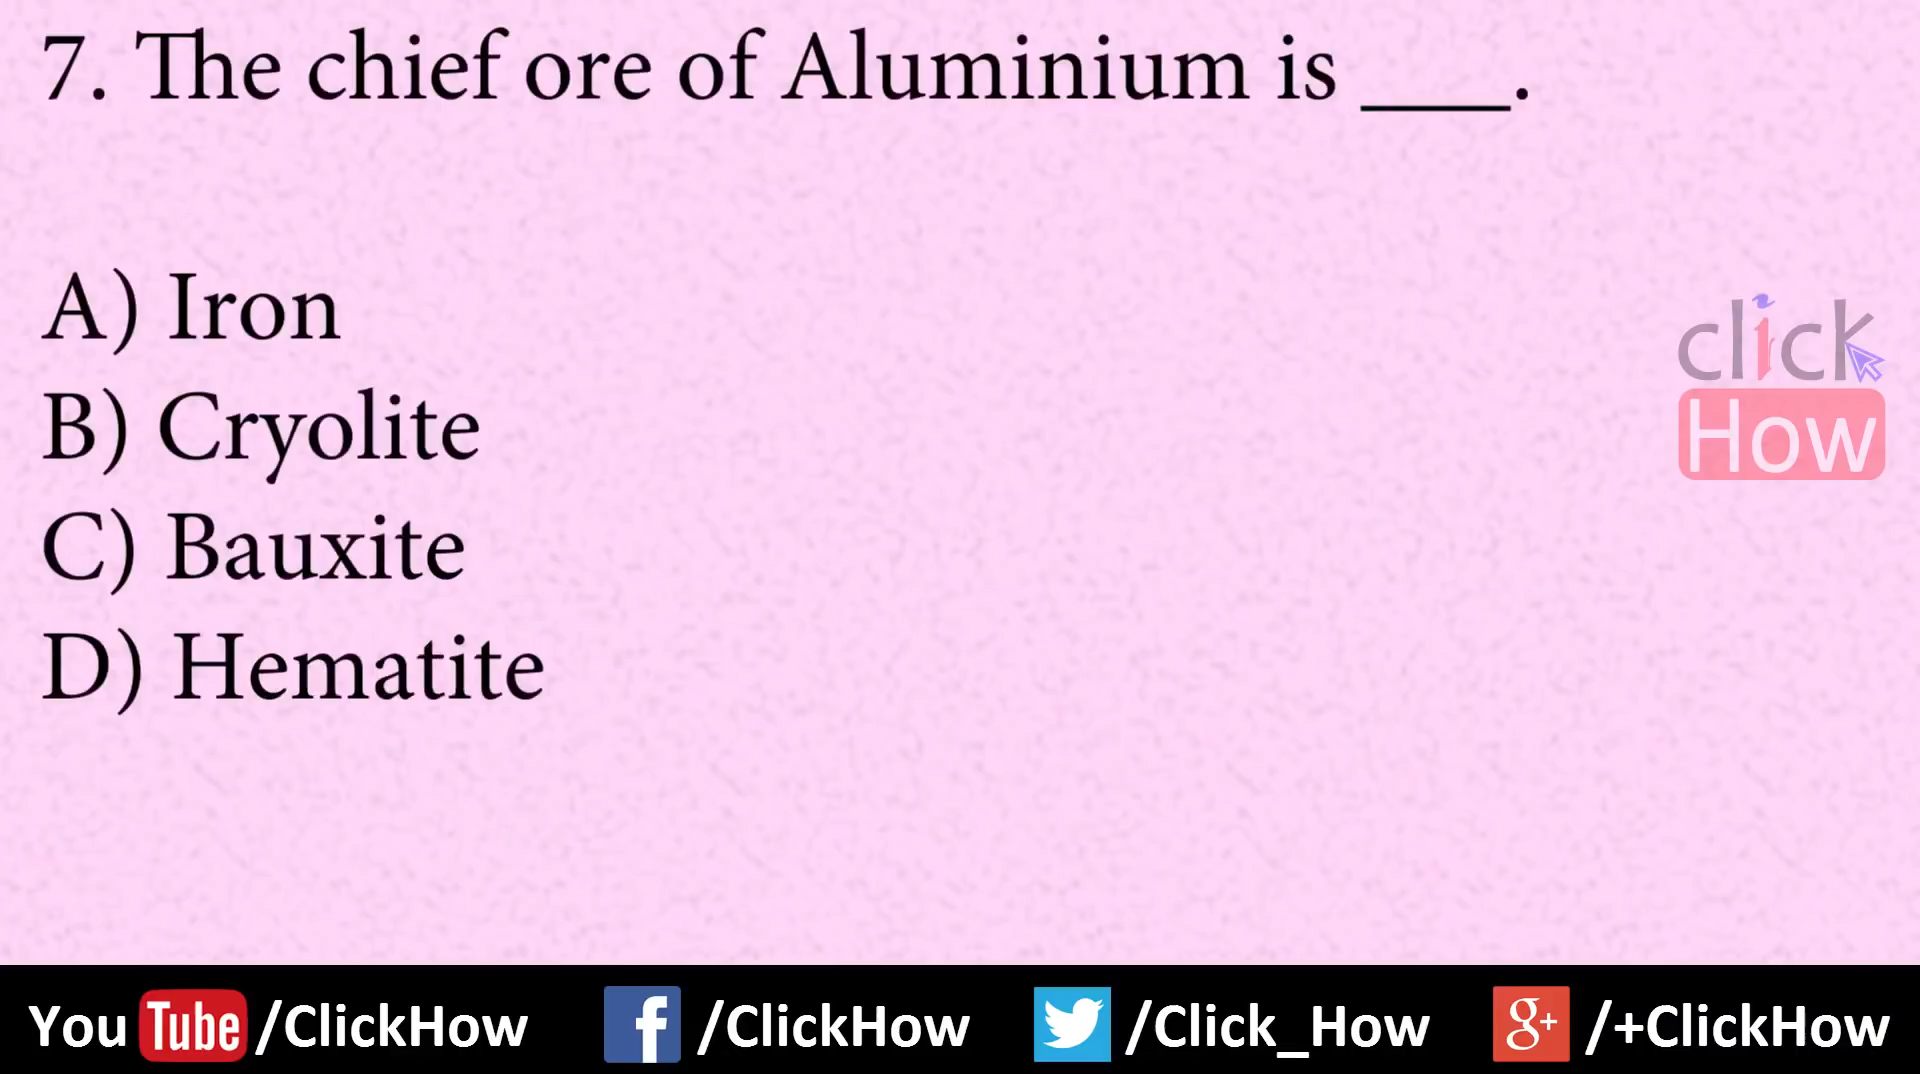 7. The chief ore of Aluminium is ___.
A) Iron
B) Cryolite
C) Bauxite
D) Hematite
click
How
You Tube /ClickHow f /ClickHow /Click_How g+ /+ClickHow